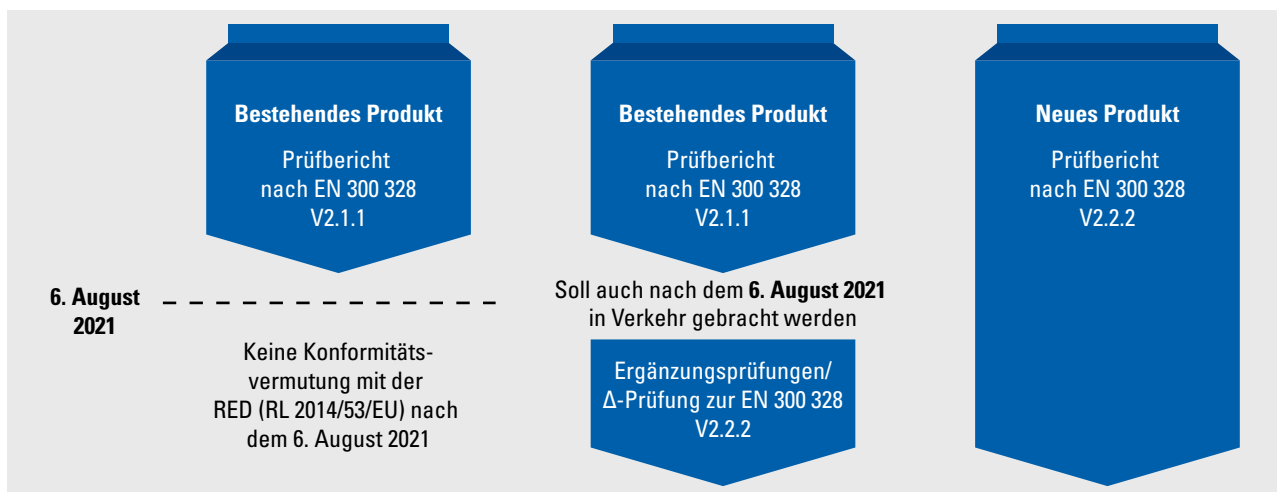 Bestehendes Produkt
Prüfbericht
nach EN 300 328
V2.1.1
Bestehendes Produkt
Prüfbericht
nach EN 300 328
V2.1.1
Neues Produkt
Prüfbericht
nach EN 300 328
V2.2.2
6. August
2021
Keine Konformitäts-
vermutung mit der
RED (RL 2014/53/EU) nach
dem 6. August 2021
Soll auch nach dem 6. August 2021
in Verkehr gebracht werden
Ergänzungsprüfungen/
Δ-Prüfung zur EN 300 328
V2.2.2